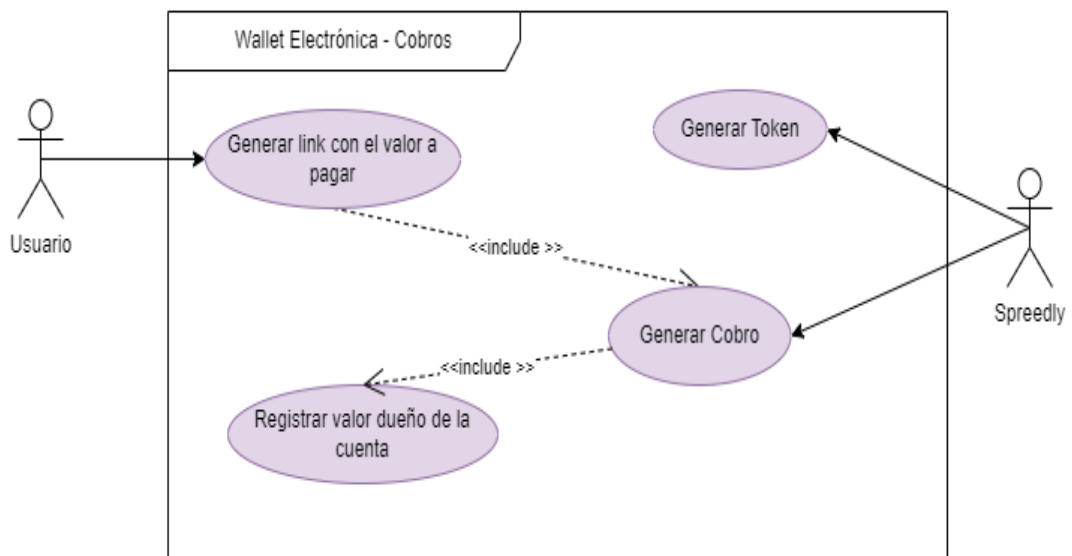 Wallet Electrónica - Cobros
Generar link con el valor a
pagar
Generar Token
Usuario
<<include >>
Spreedly
Generar Cobro
<<include >>
Registrar valor dueño de la
cuenta